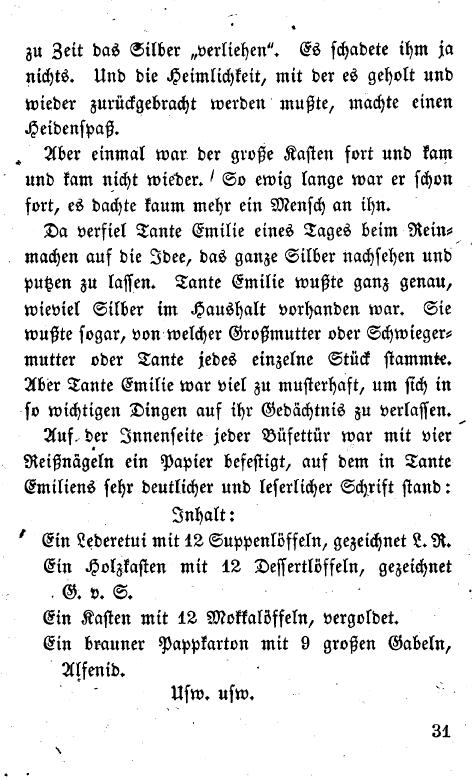 zu Zeit das Silber „verliehen“. Es schadete ihm ja
nichts. Und die Heimlichkeit, mit der es geholt und
wieder zurückgebracht werden mußte, machte einen
Heidenspaß.
Aber einmal war der große Kasten fort und kam
und kam nicht wieder. So ewig lange war er schon
fort, es dachte kaum mehr ein Mensch an ihn.
Da verfiel Tante Emilie eines Tages beim Rein-
machen auf die Idee, das ganze Silber nachsehen und
putzen zu lassen. Tante Emilie wußte ganz genau,
wieviel Silber im Haushalt vorhanden war. Sie
wußte sogar, von welcher Großmutter oder Schwieger-
mutter oder Tante jedes einzelne Stück stammte.
Aber Tante Emilie war viel zu musterhaft, um sich in
so wichtigen Dingen auf ihr Gedächtnis zu verlassen.
Auf der Innenseite jeder Büfettür war mit vier
Reißnägeln ein Papier befestigt, auf dem in Tante
Emiliens sehr deutlicher und leserlicher Schrift stand:
Inhalt:
Ein Lederetui mit 12 Suppenlöffeln, gezeichnet L. R.
Ein Holzkasten mit 12 Dessertlöffeln, gezeichnet
G. v. S.
Ein Kasten mit 12 Mokkalöffeln, vergoldet.
Ein brauner Pappkarton mit 9 großen Gabeln,
Alfenid.
Usw. usw.
31